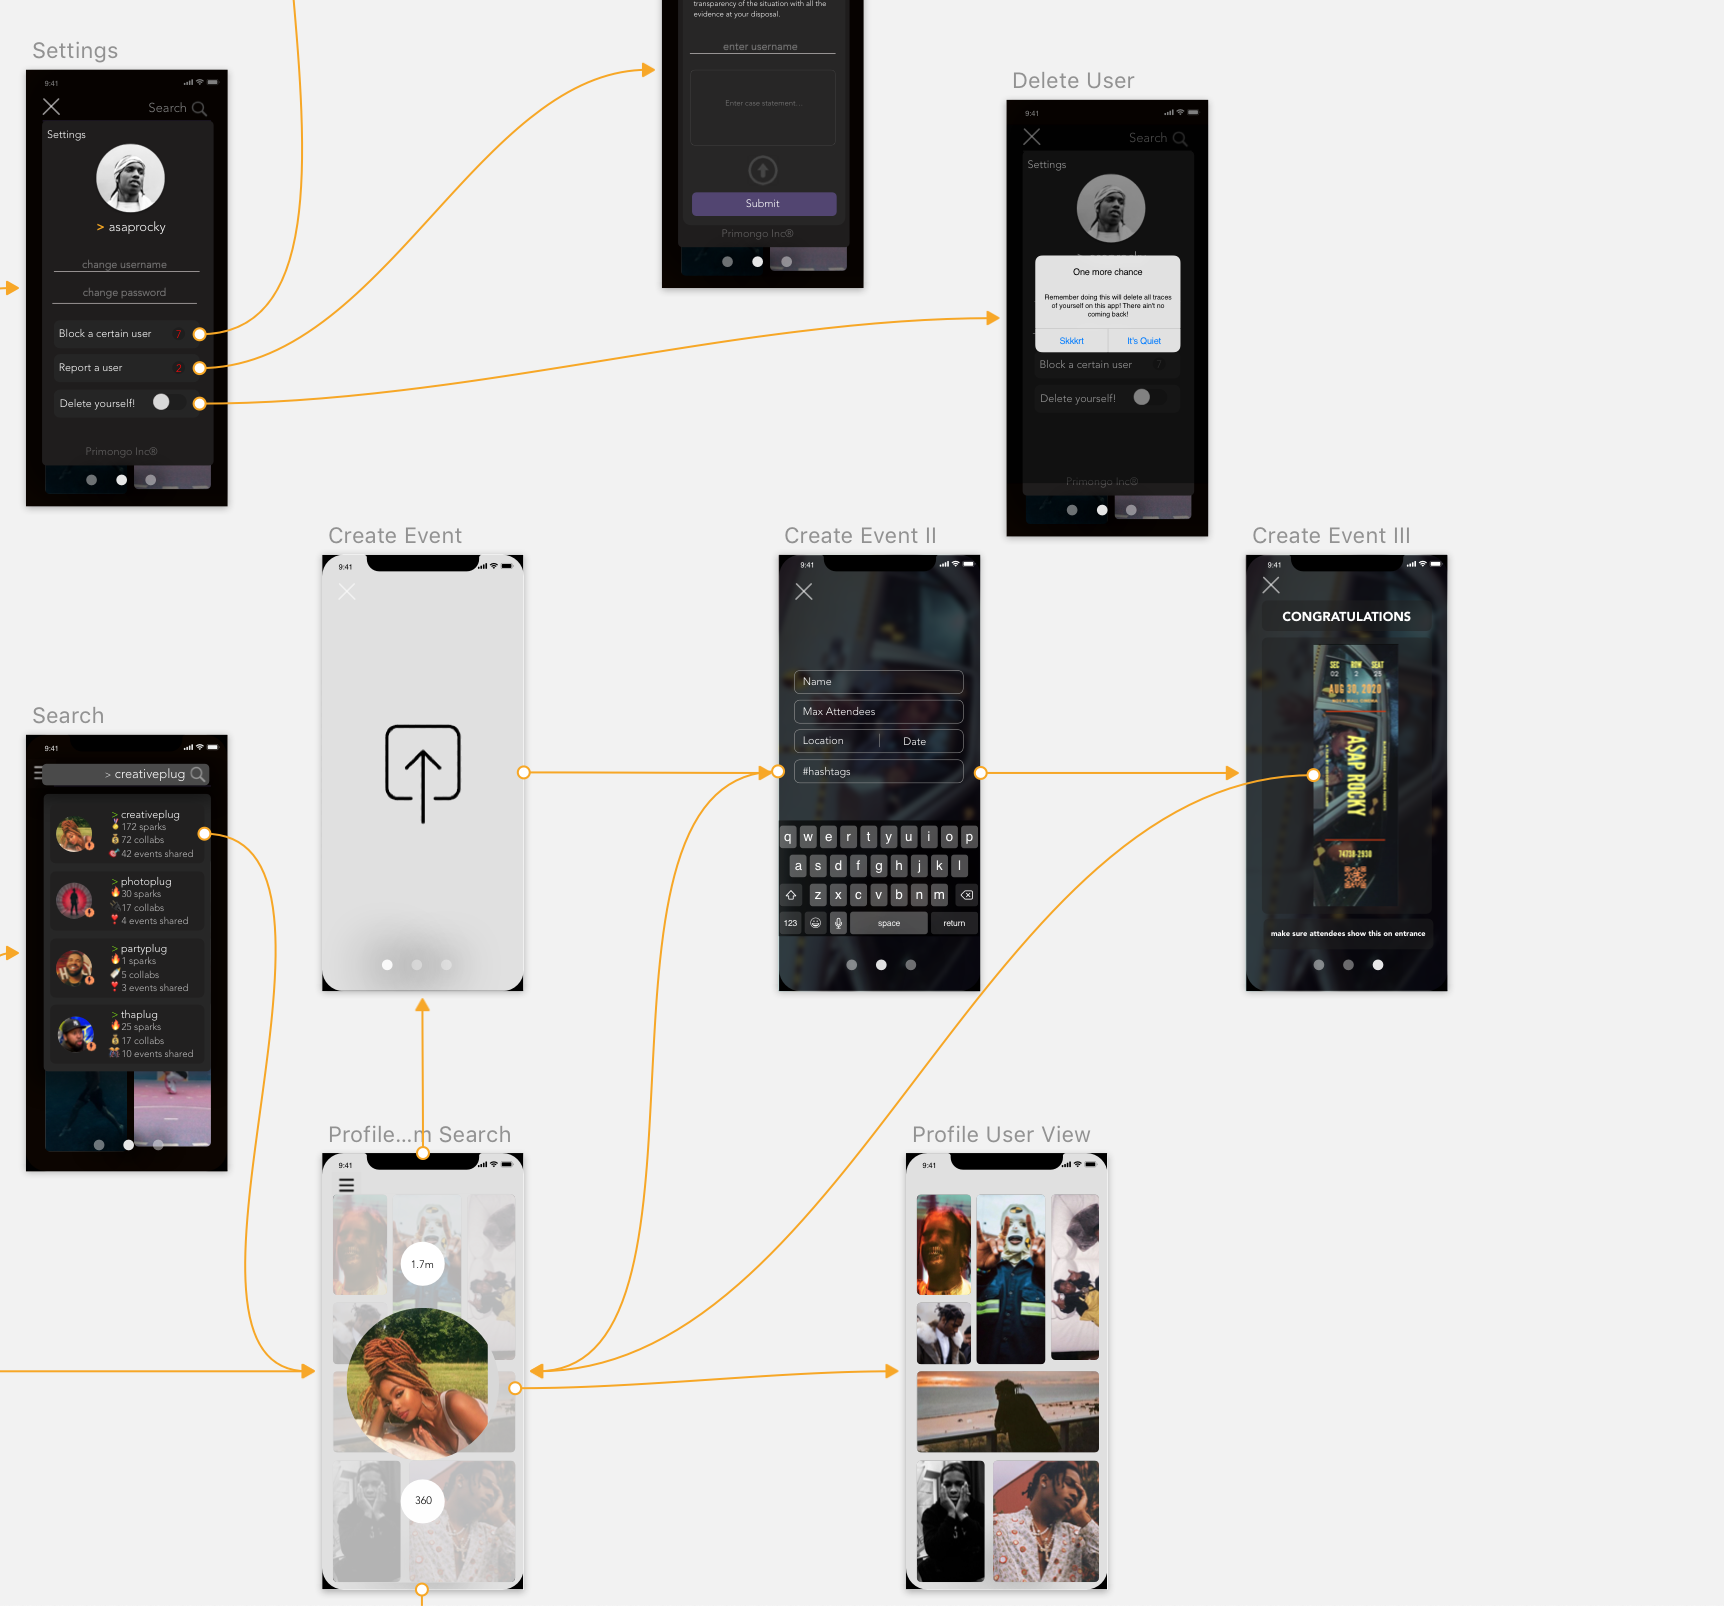 transparency of the situation with all the
evidence at your disposal.
enter username
Enter case statement...
Submit
Primongo Inc®
Settings
9:41
Search
Settings
> asaprocky
change username
change password
Block a certain user 7
Report a user 2
Delete yourself!
Primongo Inc®
Delete User
9:41
Search
Settings
One more chance
Remember doing this will delete all traces
of yourself on this app! There ain't no
coming back!
Skkkrt It's Quiet
Block a certain user 7
Delete yourself!
Primongo Inc®
Create Event
9:41
Create Event II
9:41
Name
Max Attendees
Location Date
#hashtags
q w e r t y u i o p
a s d f g h j k l
z x c v b n m
123 space return
Create Event III
9:41
CONGRATULATIONS
SEC ROW SEAT
02 2 25
AUG 30, 2020
A$AP ROCKY
74738-2938
make sure attendees show this on entrance
Search
9:41
> creativeplug
> creativeplug
172 sparks
72 collabs
42 events shared
> photoplug
30 sparks
17 collabs
4 events shared
> partyplug
1 sparks
5 collabs
3 events shared
> thaplug
25 sparks
17 collabs
10 events shared
Profile...m Search
9:41
1.7m
360
Profile User View
9:41